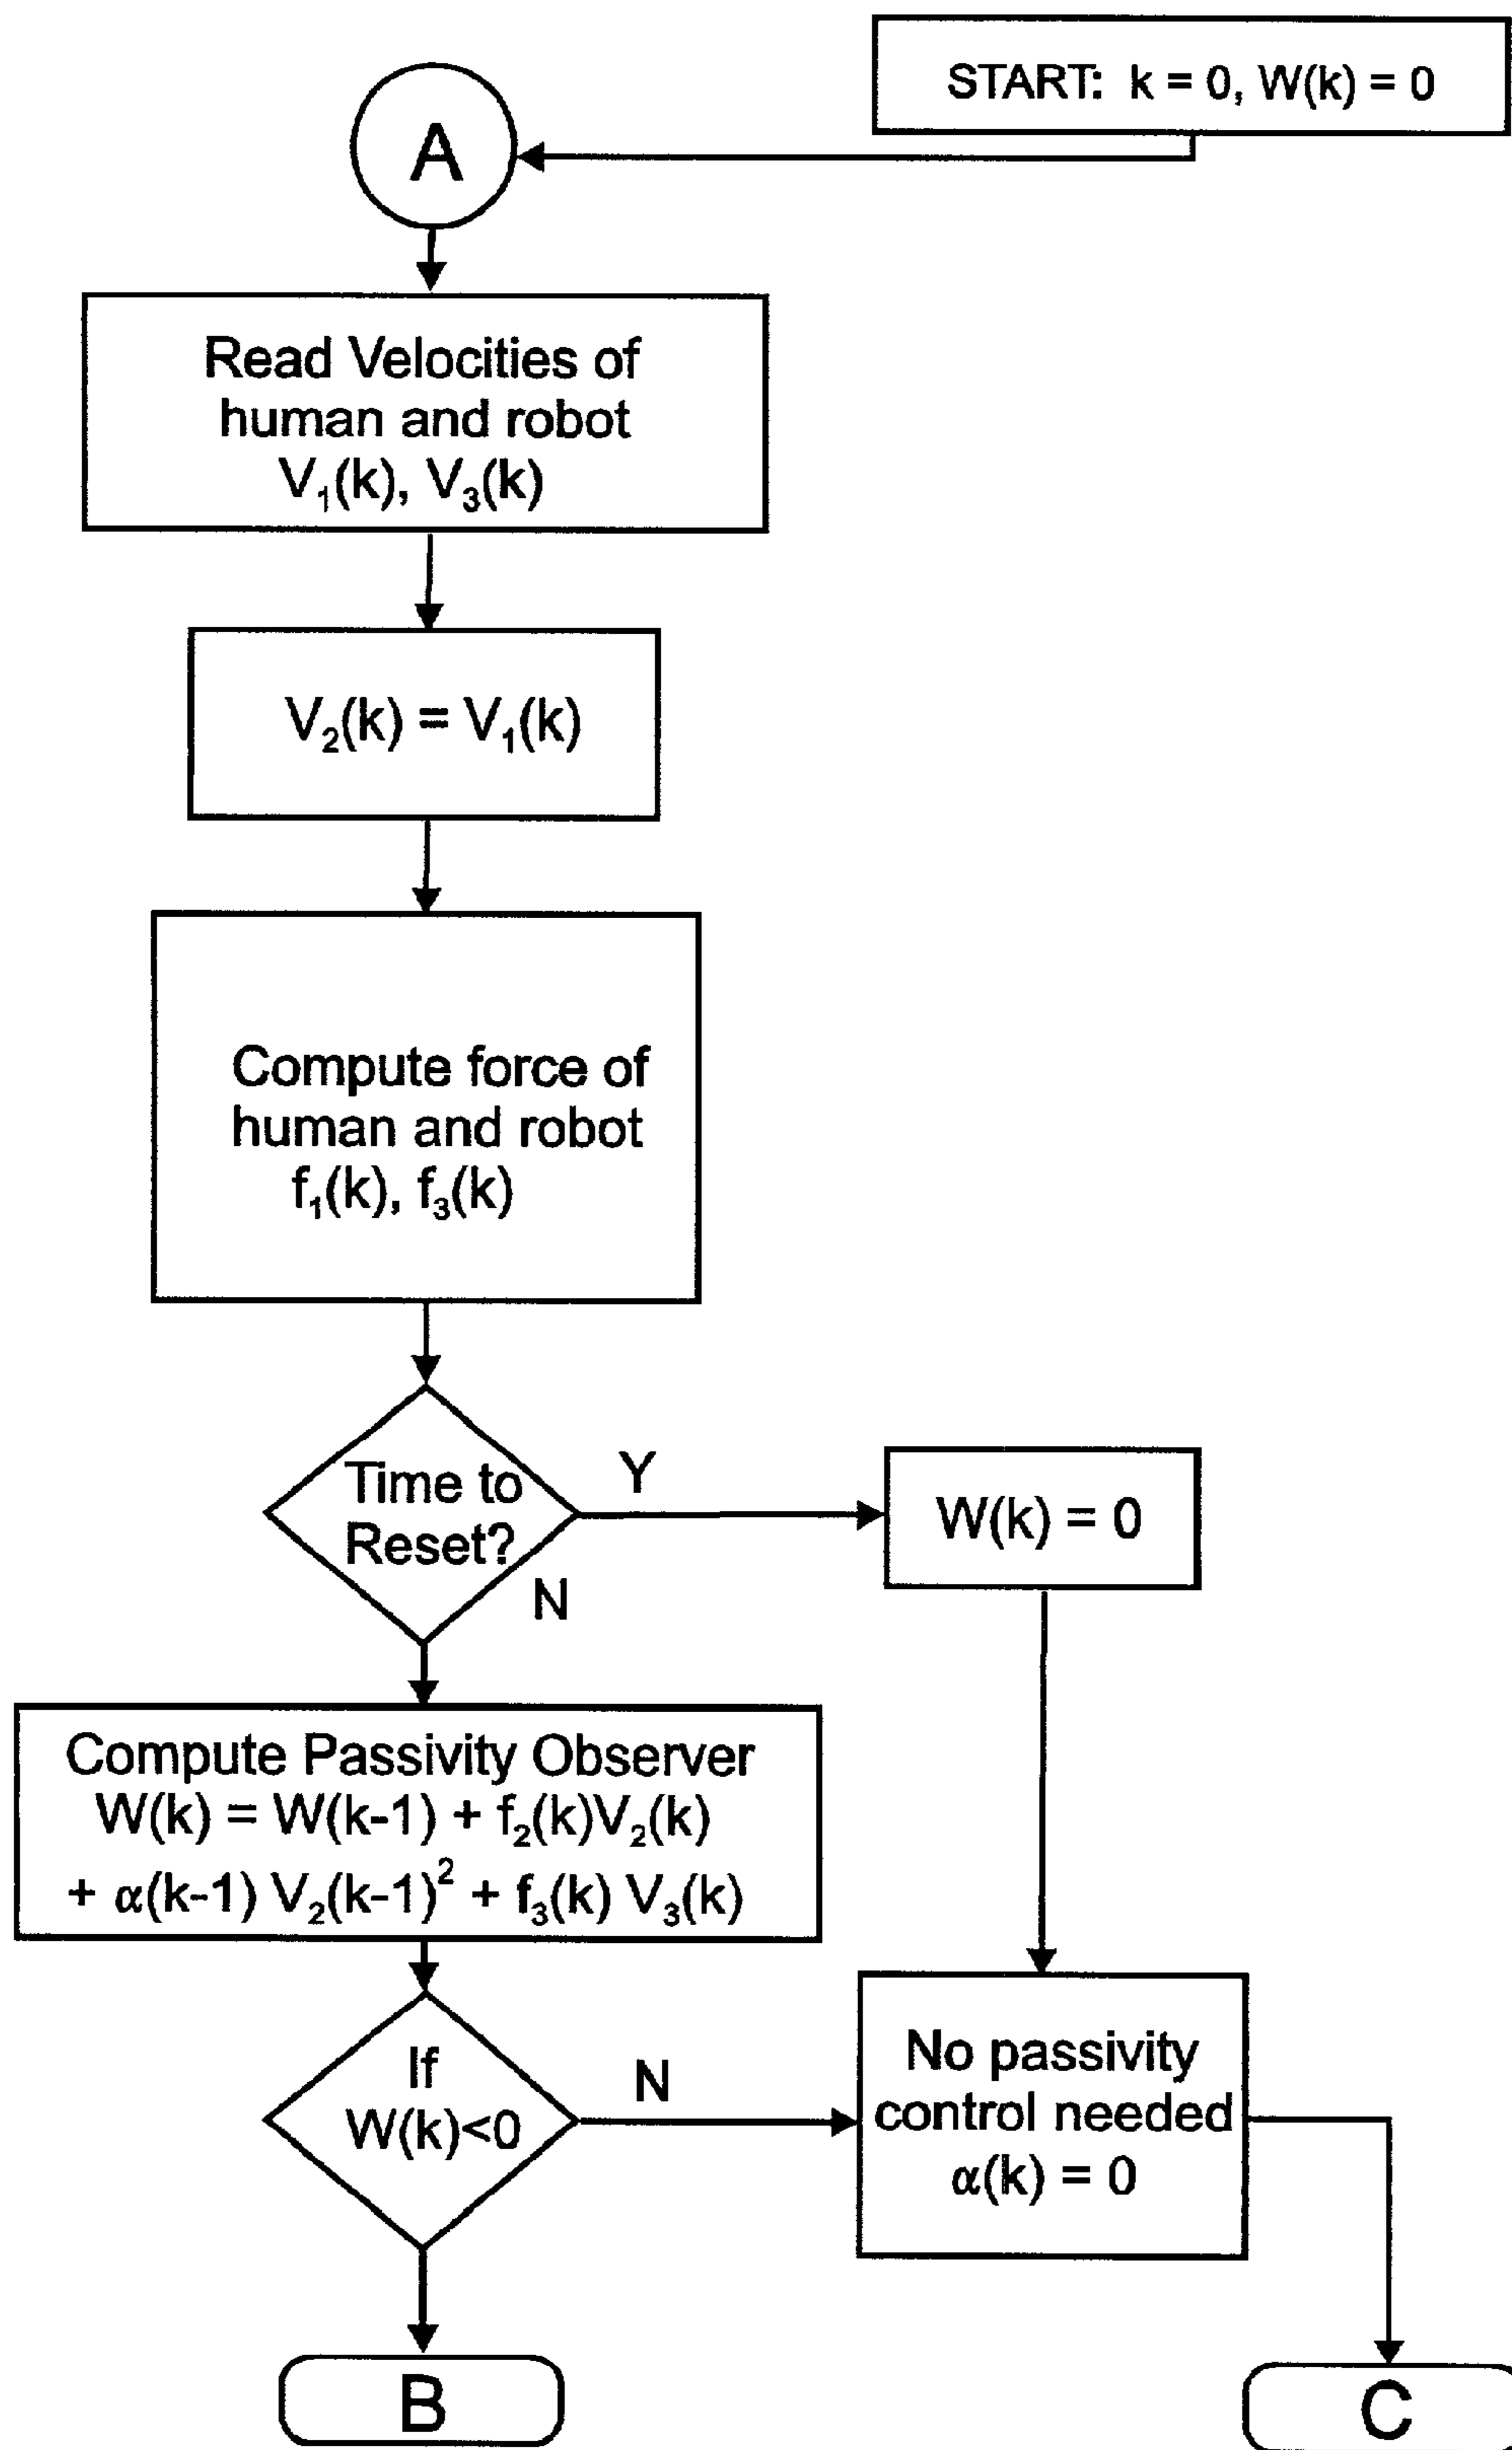 START: k = 0, W(k) = 0
A
Read Velocities of
human and robot
V₁(k), V₃(k)
V₂(k) = V₁(k)
Compute force of
human and robot
f₁(k), f₃(k)
Time to
Reset?
Y
N
W(k) = 0
Compute Passivity Observer
W(k) = W(k-1) + f₂(k)V₂(k)
+ α(k-1) V₂(k-1)² + f₃(k) V₃(k)
If
W(k)<0
N
No passivity
control needed
α(k) = 0
B
C